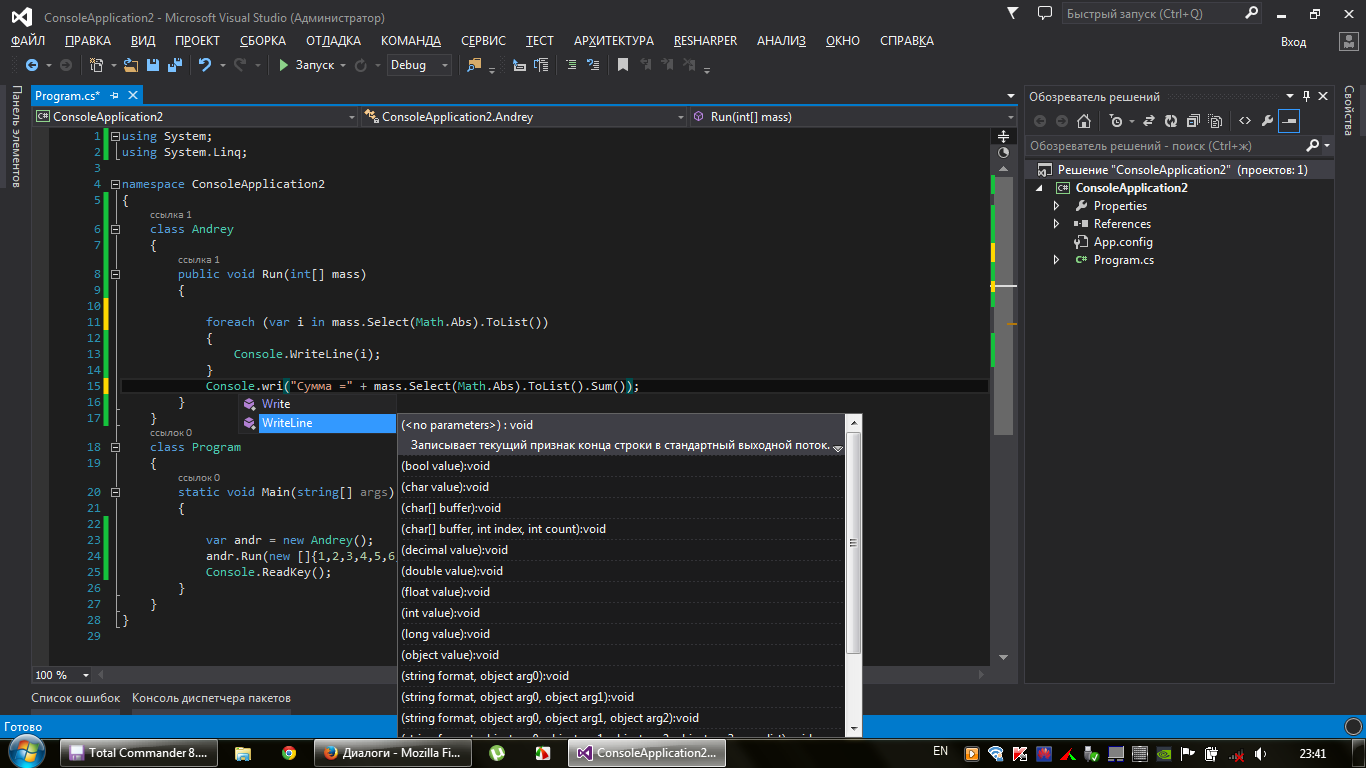 ConsoleApplication2 - Microsoft Visual Studio (Администратор)
Быстрый запуск (Ctrl+Q)
ФАЙЛ ПРАВКА ВИД ПРОЕКТ СБОРКА ОТЛАДКА КОМАНДА СЕРВИС ТЕСТ АРХИТЕКТУРА RESHARPER АНАЛИЗ ОКНО СПРАВКА
Вход
Запуск Debug
Панель элементов
Program.cs*
ConsoleApplication2 ConsoleApplication2.Andrey Run(int[] mass)
1 using System;
2 using System.Linq;
3
4 namespace ConsoleApplication2
5 {
ссылка 1
6 class Andrey
7 {
ссылка 1
8 public void Run(int[] mass)
9 {
10
11 foreach (var i in mass.Select(Math.Abs).ToList())
12 {
13 Console.WriteLine(i);
14 }
15 Console.wri("Сумма =" + mass.Select(Math.Abs).ToList().Sum());
16 }
17 }
ссылок 0
18 class Program
19 {
ссылок 0
20 static void Main(string[] args)
21 {
22
23 var andr = new Andrey();
24 andr.Run(new []{1,2,3,4,5,6,
25 Console.ReadKey();
26 }
27 }
28 }
29
Write
WriteLine
(<no parameters>) : void
Записывает текущий признак конца строки в стандартный выходной поток.
(bool value):void
(char value):void
(char[] buffer):void
(char[] buffer, int index, int count):void
(decimal value):void
(double value):void
(float value):void
(int value):void
(long value):void
(object value):void
(string format, object arg0):void
(string format, object arg0, object arg1):void
(string format, object arg0, object arg1, object arg2):void
Обозреватель решений
Обозреватель решений - поиск (Ctrl+ж)
Решение "ConsoleApplication2" (проектов: 1)
ConsoleApplication2
Properties
References
App.config
Program.cs
Свойства
100 %
Список ошибок Консоль диспетчера пакетов
Готово
Total Commander 8....
Диалоги - Mozilla Fi...
ConsoleApplication2...
EN
23:41